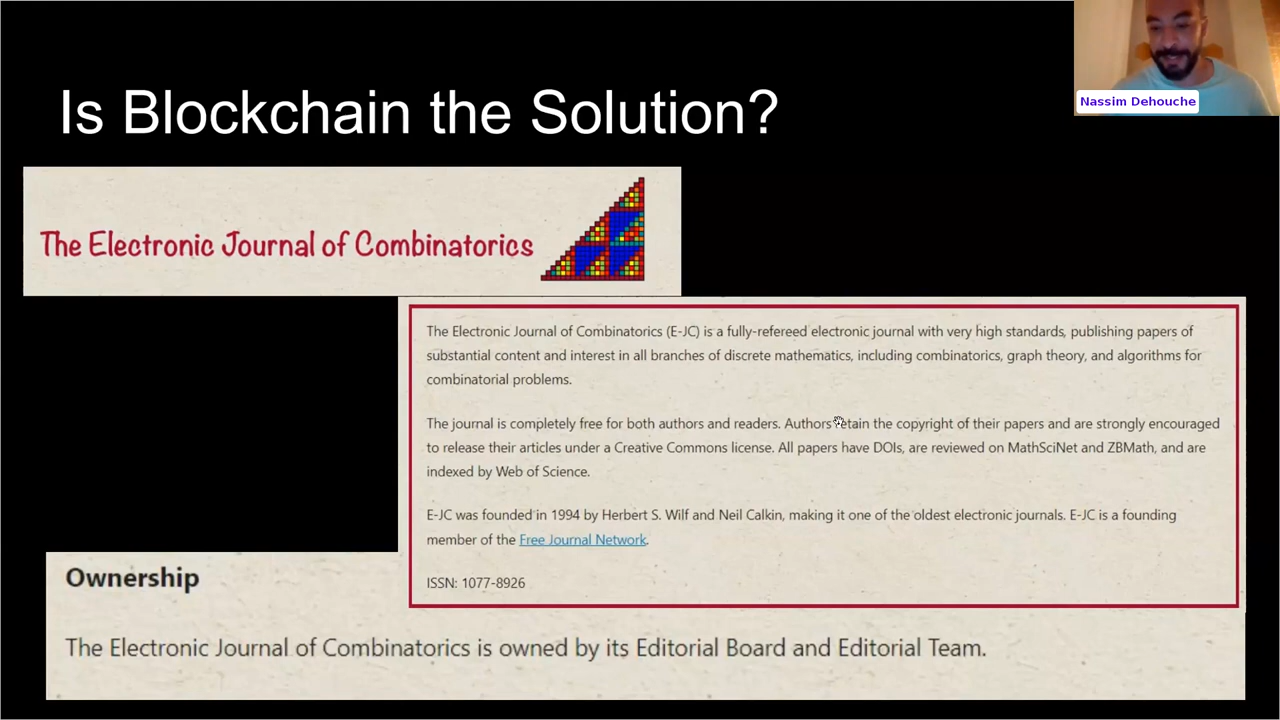 Is Blockchain the Solution?
Nassim Dehouche
The Electronic Journal of Combinatorics
The Electronic Journal of Combinatorics (E-JC) is a fully-refereed electronic journal with very high standards, publishing papers of
substantial content and interest in all branches of discrete mathematics, including combinatorics, graph theory, and algorithms for
combinatorial problems.
The journal is completely free for both authors and readers. Authors retain the copyright of their papers and are strongly encouraged
to release their articles under a Creative Commons license. All papers have DOIs, are reviewed on MathSciNet and ZBMath, and are
indexed by Web of Science.
E-JC was founded in 1994 by Herbert S. Wilf and Neil Calkin, making it one of the oldest electronic journals. E-JC is a founding
member of the Free Journal Network.
ISSN: 1077-8926
Ownership
The Electronic Journal of Combinatorics is owned by its Editorial Board and Editorial Team.